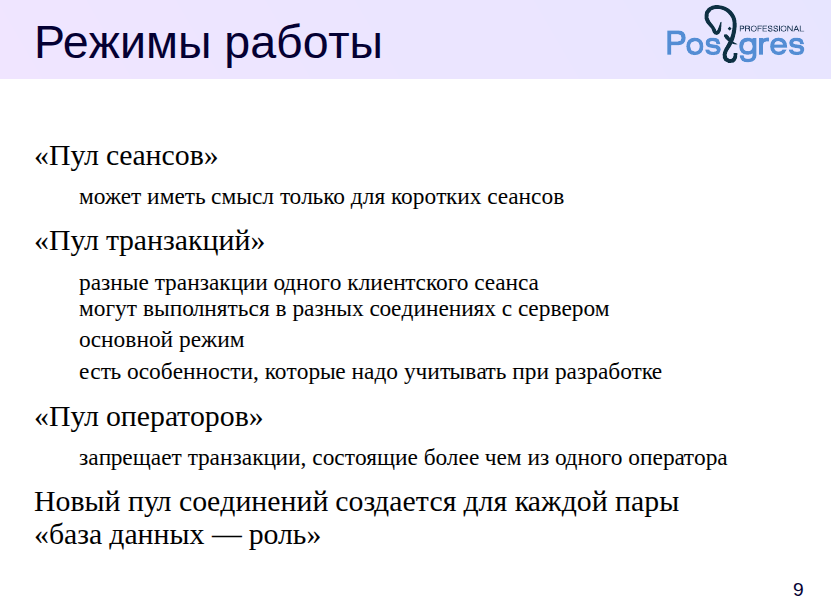 Режимы работы
PROFESSIONAL
Postgres
«Пул сеансов»
может иметь смысл только для коротких сеансов
«Пул транзакций»
разные транзакции одного клиентского сеанса
могут выполняться в разных соединениях с сервером
основной режим
есть особенности, которые надо учитывать при разработке
«Пул операторов»
запрещает транзакции, состоящие более чем из одного оператора
Новый пул соединений создается для каждой пары
«база данных — роль»
9